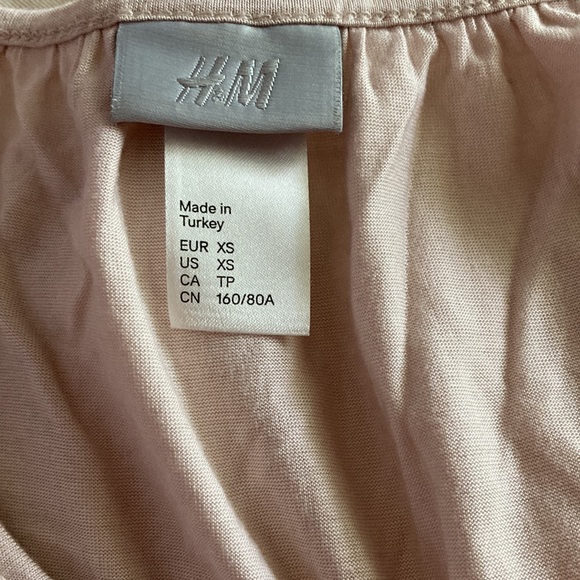 H&M
Made in
Turkey
EUR XS
US XS
CA TP
CN 160/80A